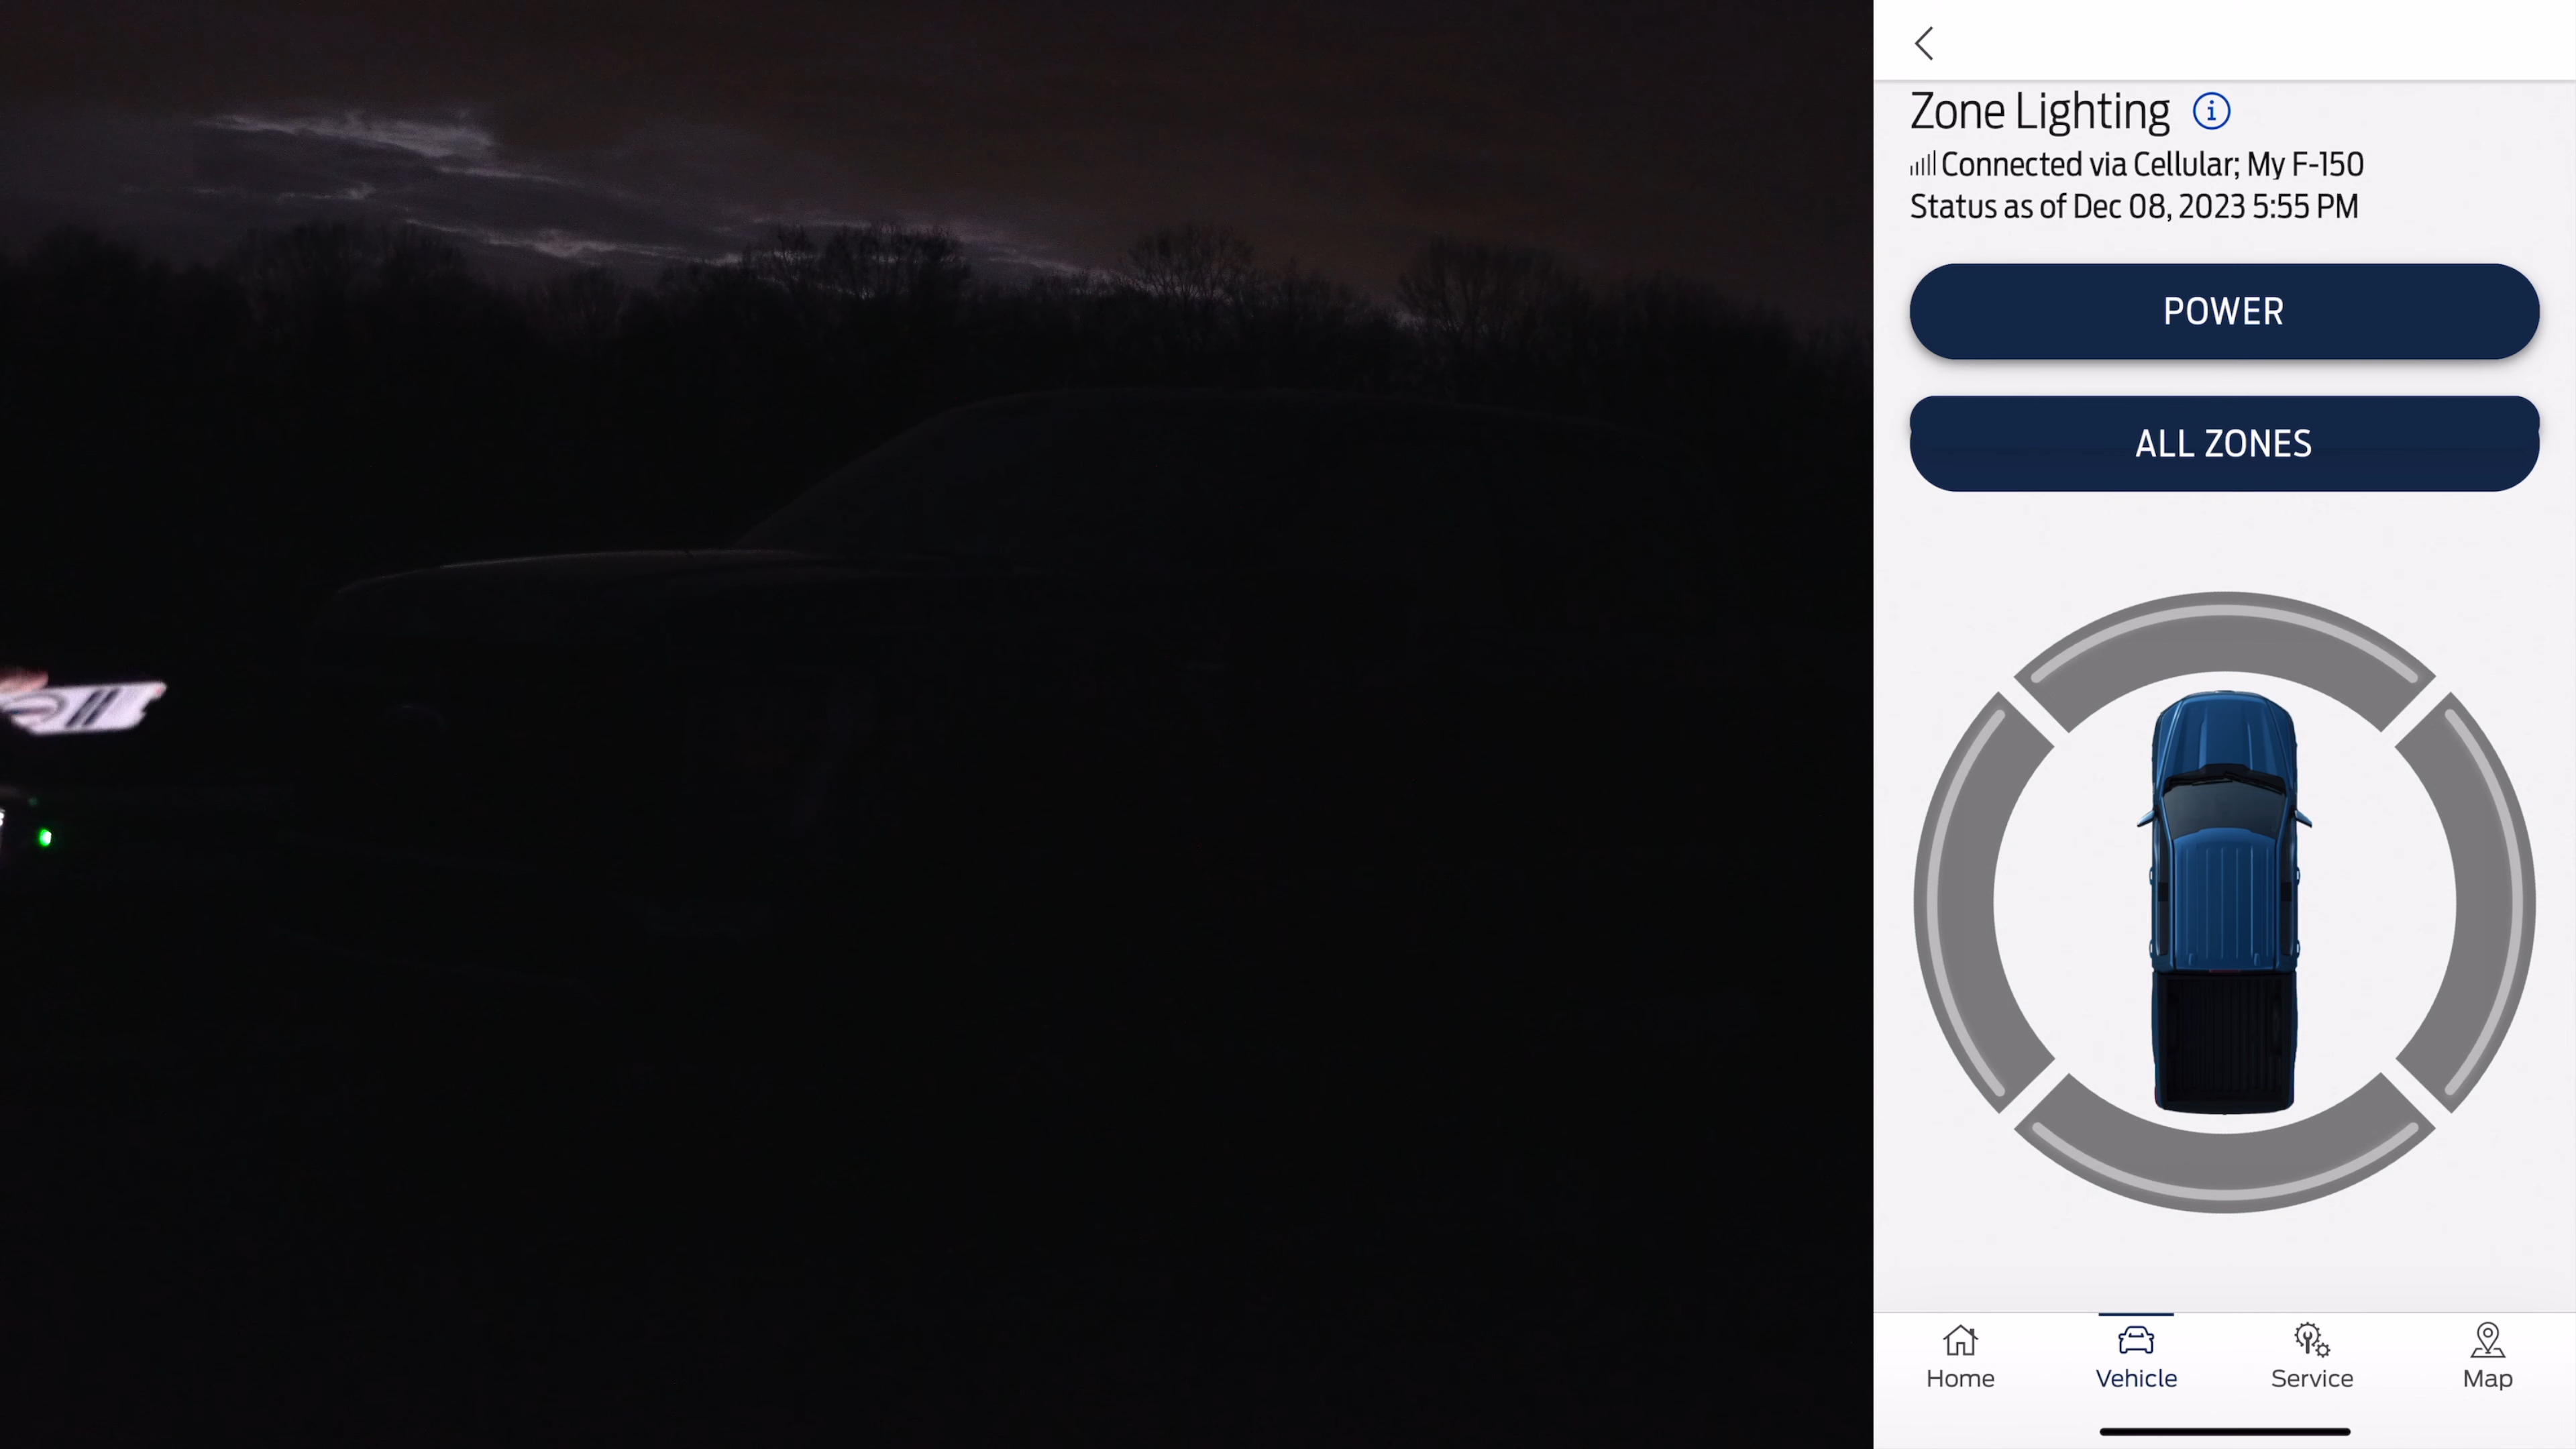 Zone Lighting
Connected via Cellular; My F-150
Status as of Dec 08, 2023 5:55 PM
POWER
ALL ZONES
Home
Vehicle
Service
Map